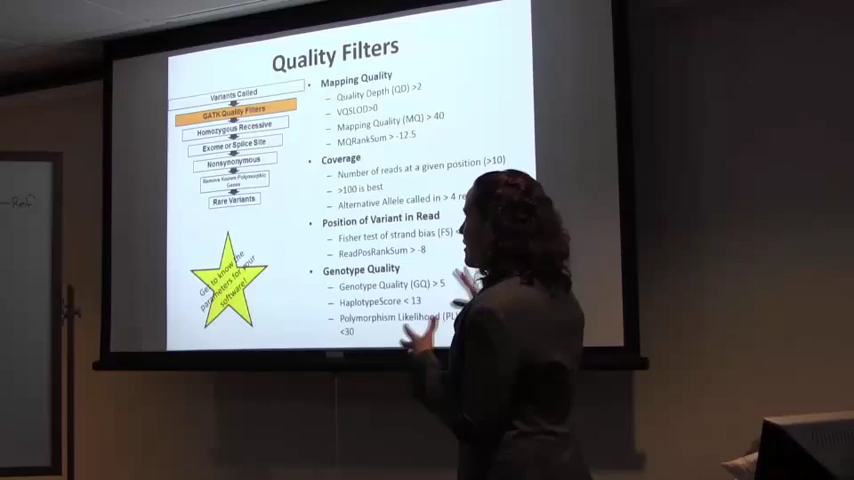 Quality Filters
Variants Called
GATK Quality Filters
Homozygous Recessive
Exome or Splice Site
Nonsynonymous
Remove Known Polymorphic
Genes
Rare Variants
Get to know the
parameters for your
software!
• Mapping Quality
– Quality Depth (QD) >2
– VQSLOD>0
– Mapping Quality (MQ) > 40
– MQRankSum > -12.5
• Coverage
– Number of reads at a given position (>10)
– >100 is best
– Alternative Allele called in > 4 re
• Position of Variant in Read
– Fisher test of strand bias (FS) <
– ReadPosRankSum > -8
• Genotype Quality
– Genotype Quality (GQ) > 5
– HaplotypeScore < 13
– Polymorphism Likelihood (PL)
<30